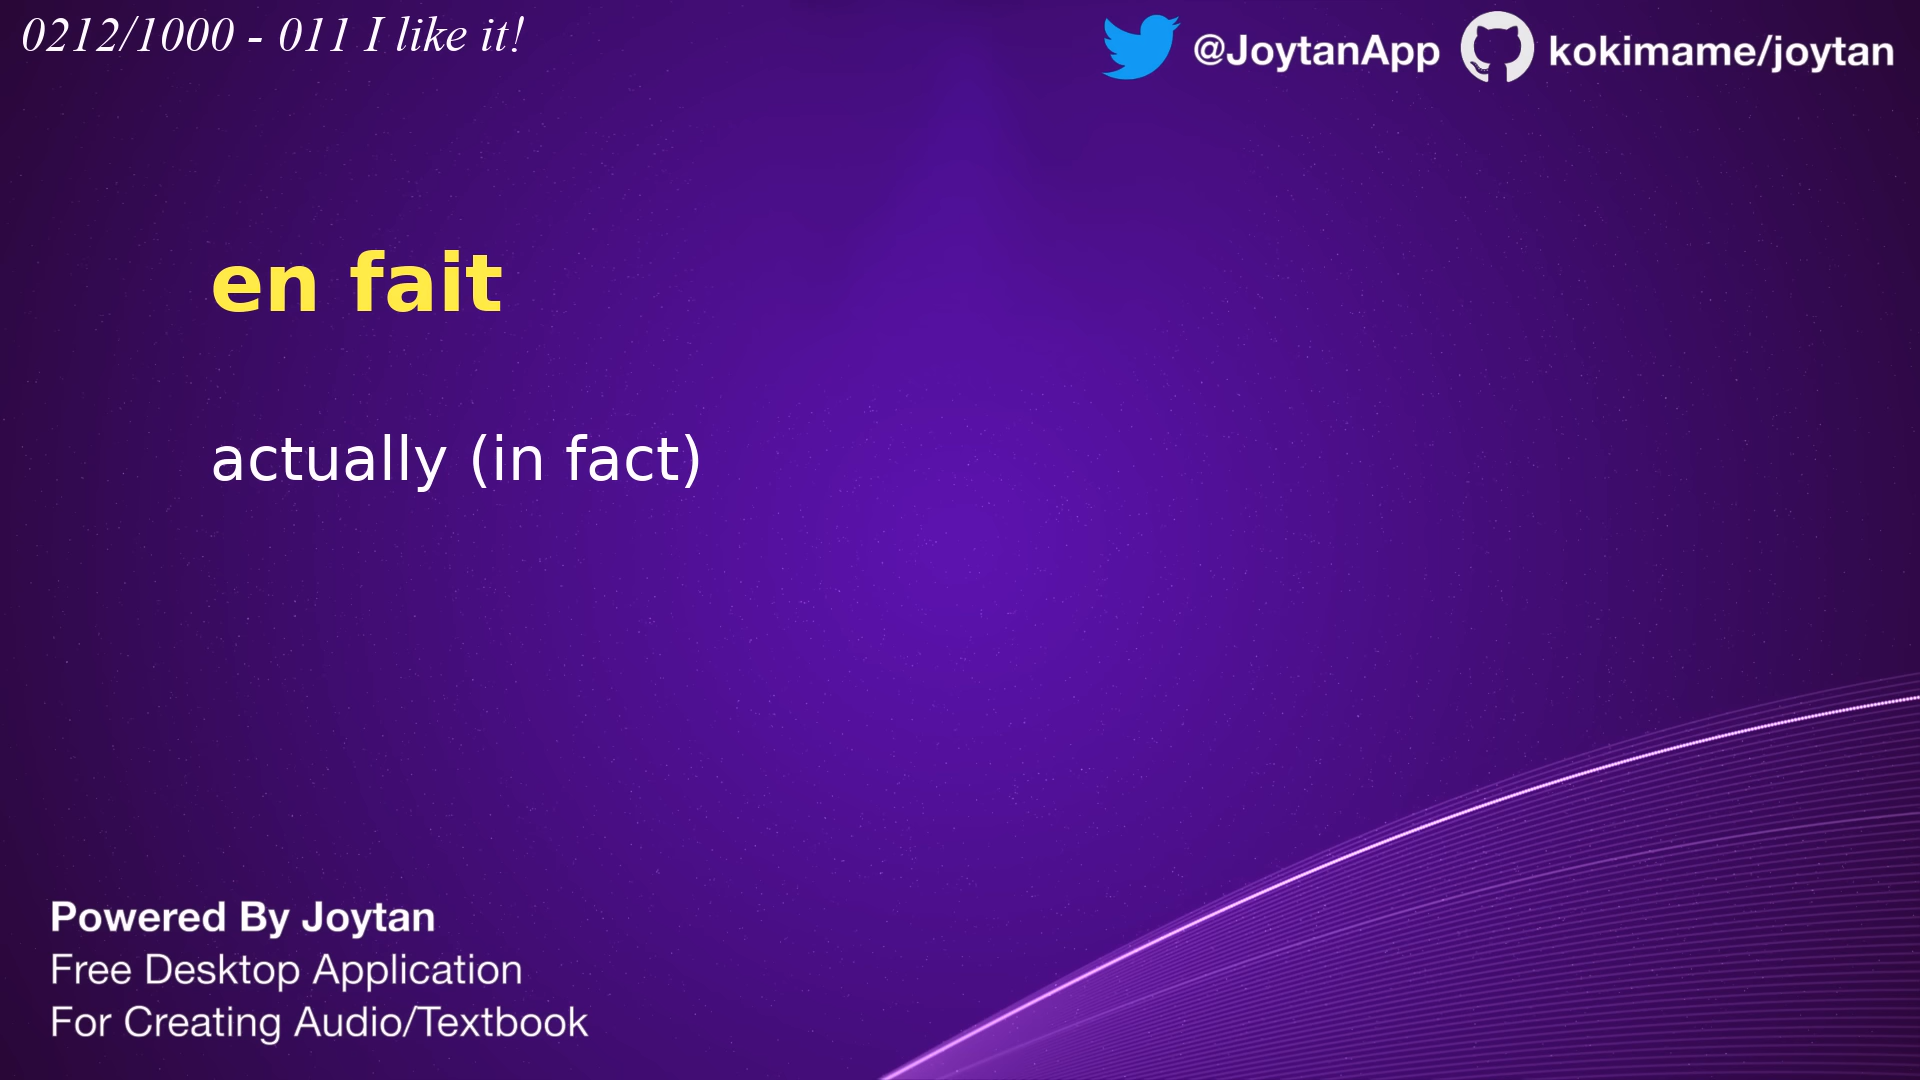 0212/1000 - 011 I like it!
@JoytanApp
kokimame/joytan
en fait
actually (in fact)
Powered By Joytan
Free Desktop Application
For Creating Audio/Textbook